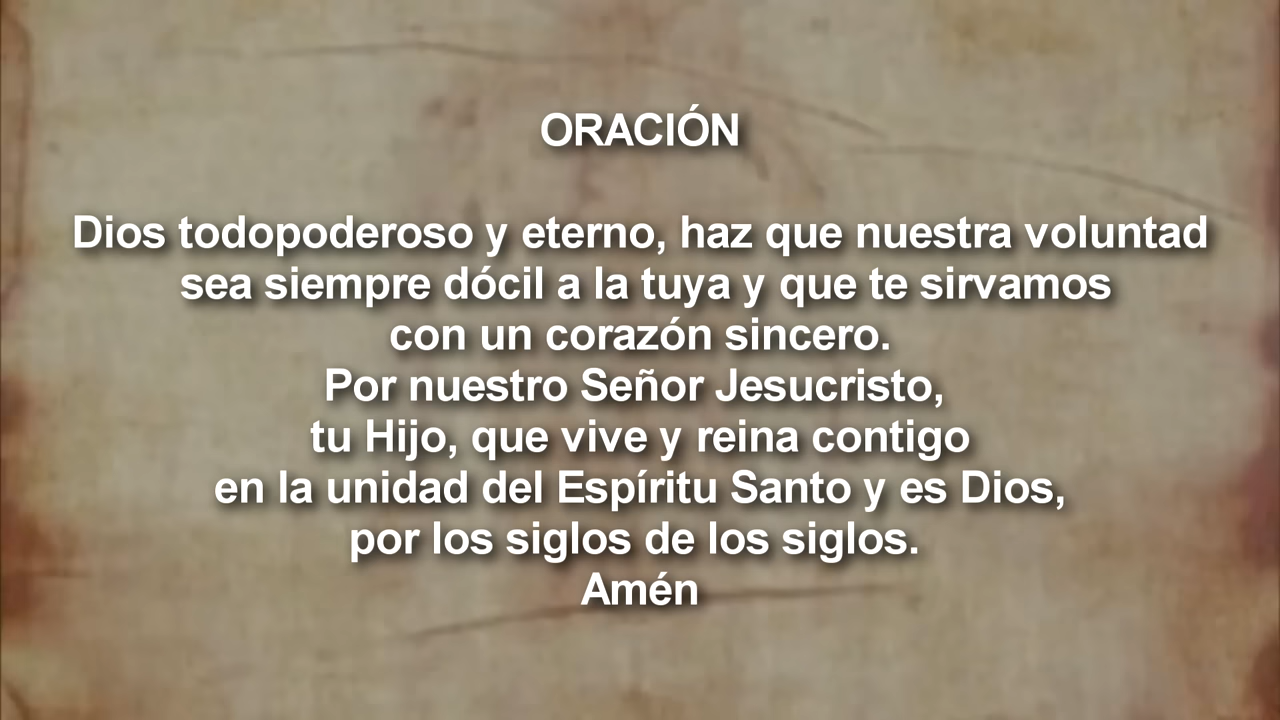 ORACIÓN
Dios todopoderoso y eterno, haz que nuestra voluntad
sea siempre dócil a la tuya y que te sirvamos
con un corazón sincero.
Por nuestro Señor Jesucristo,
tu Hijo, que vive y reina contigo
en la unidad del Espíritu Santo y es Dios,
por los siglos de los siglos.
Amén